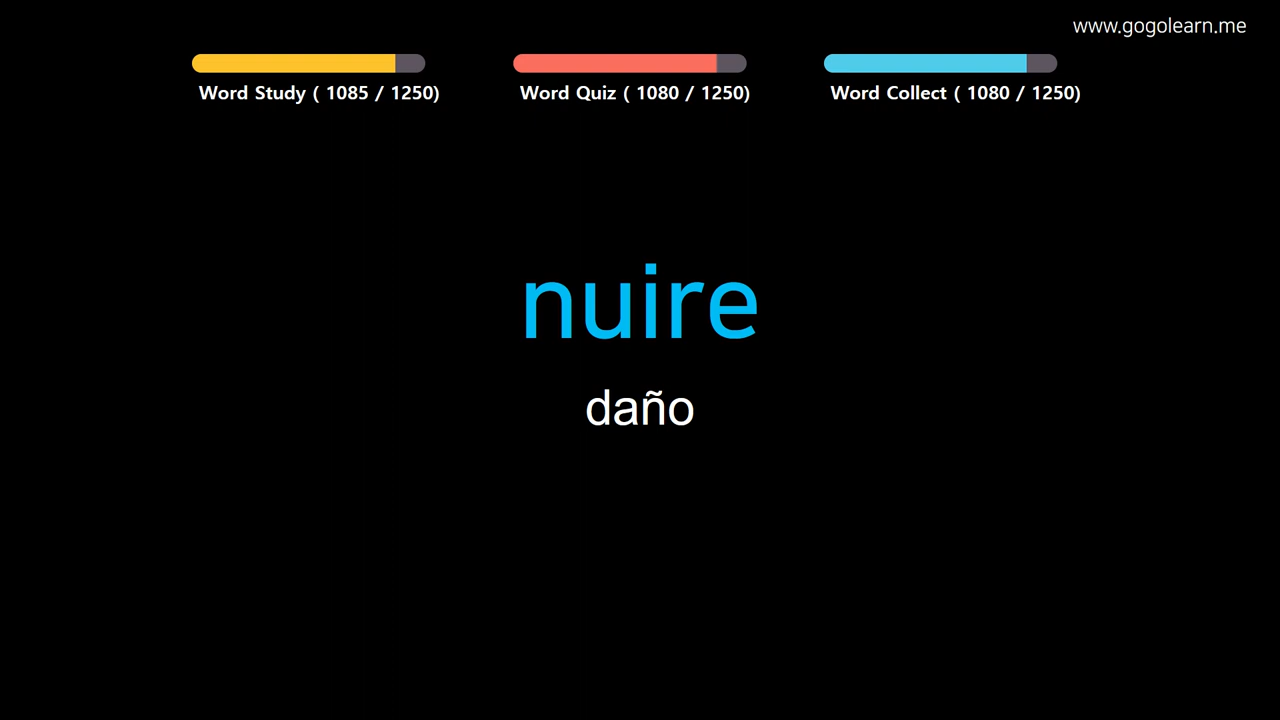 www.gogolearn.me
Word Study ( 1085 / 1250)
Word Quiz ( 1080 / 1250)
Word Collect ( 1080 / 1250)
nuire
daño